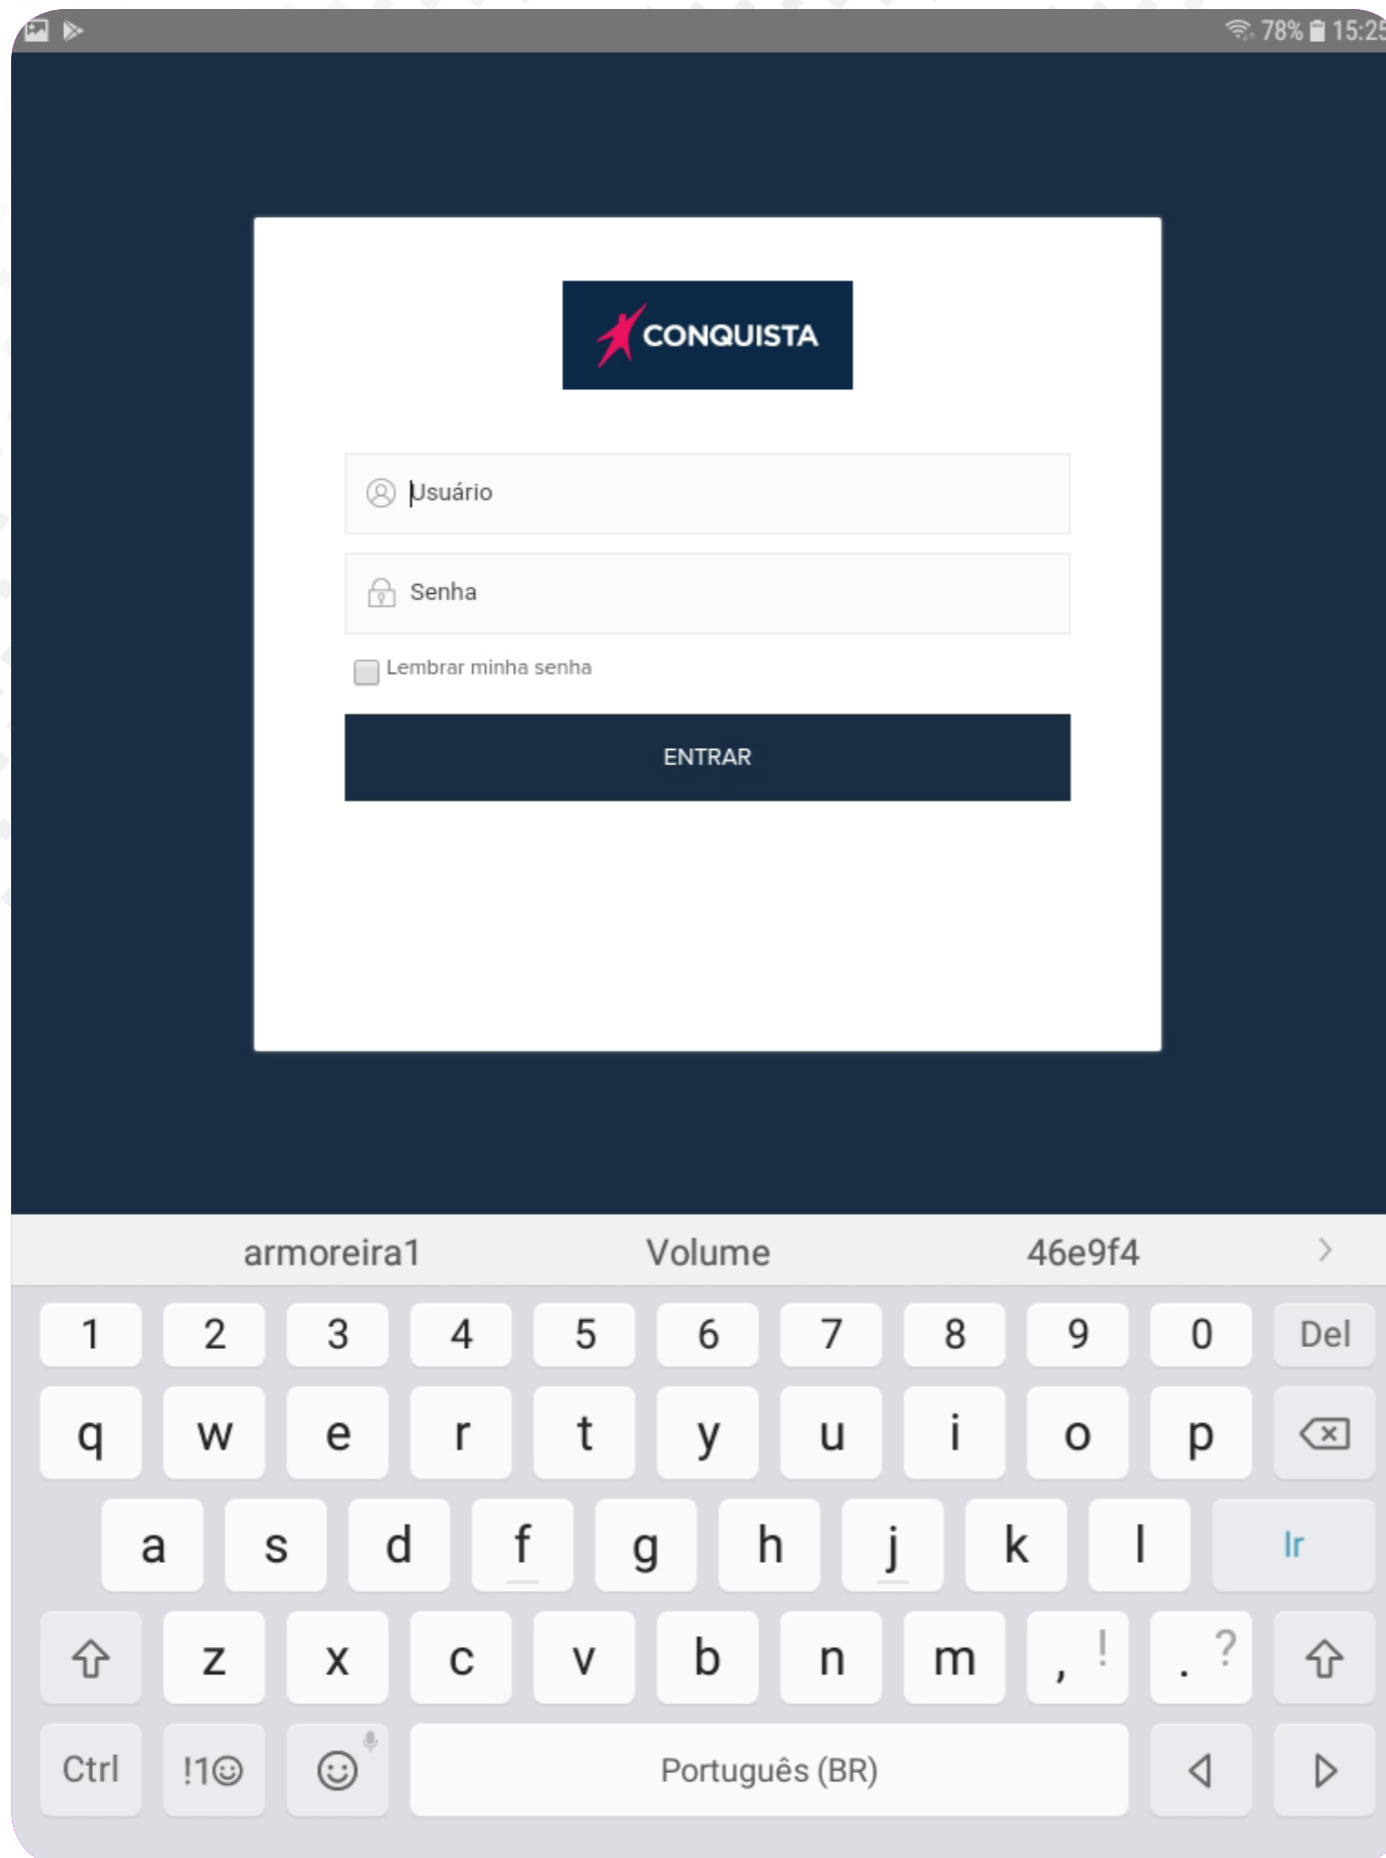 78% 15:25
CONQUISTA
Usuário
Senha
Lembrar minha senha
ENTRAR
armoreira1 Volume 46e9f4
1 2 3 4 5 6 7 8 9 0 Del
q w e r t y u i o p
a s d f g h j k l Ir
z x c v b n m , ! . ?
Ctrl !1☺ Português (BR)